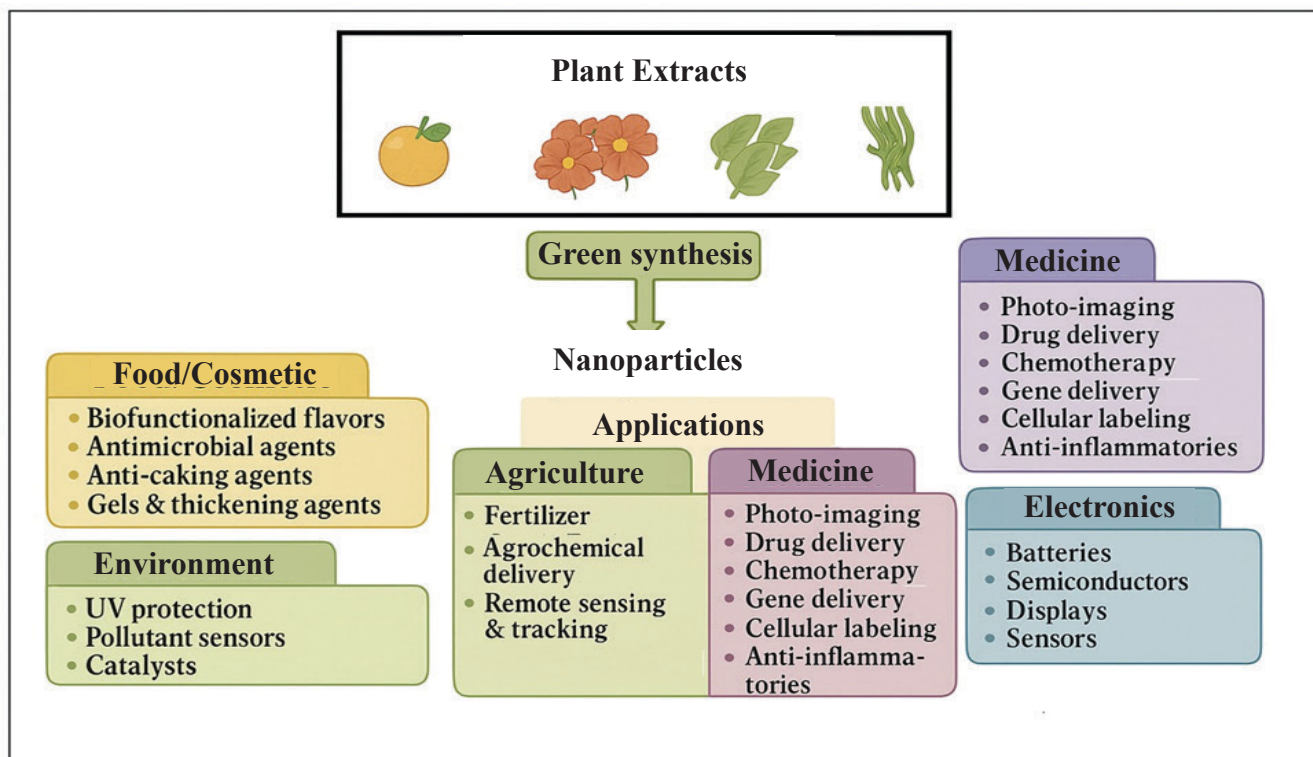 Plant Extracts
Green synthesis
Nanoparticles
Applications
Food/Cosmetic
• Biofunctionalized flavors
• Antimicrobial agents
• Anti-caking agents
• Gels & thickening agents
Environment
• UV protection
• Pollutant sensors
• Catalysts
Agriculture
• Fertilizer
• Agrochemical
delivery
• Remote sensing
& tracking
Medicine
• Photo-imaging
• Drug delivery
• Chemotherapy
• Gene delivery
• Cellular labeling
• Anti-inflamma-
tories
Medicine
• Photo-imaging
• Drug delivery
• Chemotherapy
• Gene delivery
• Cellular labeling
• Anti-inflammatories
Electronics
• Batteries
• Semiconductors
• Displays
• Sensors